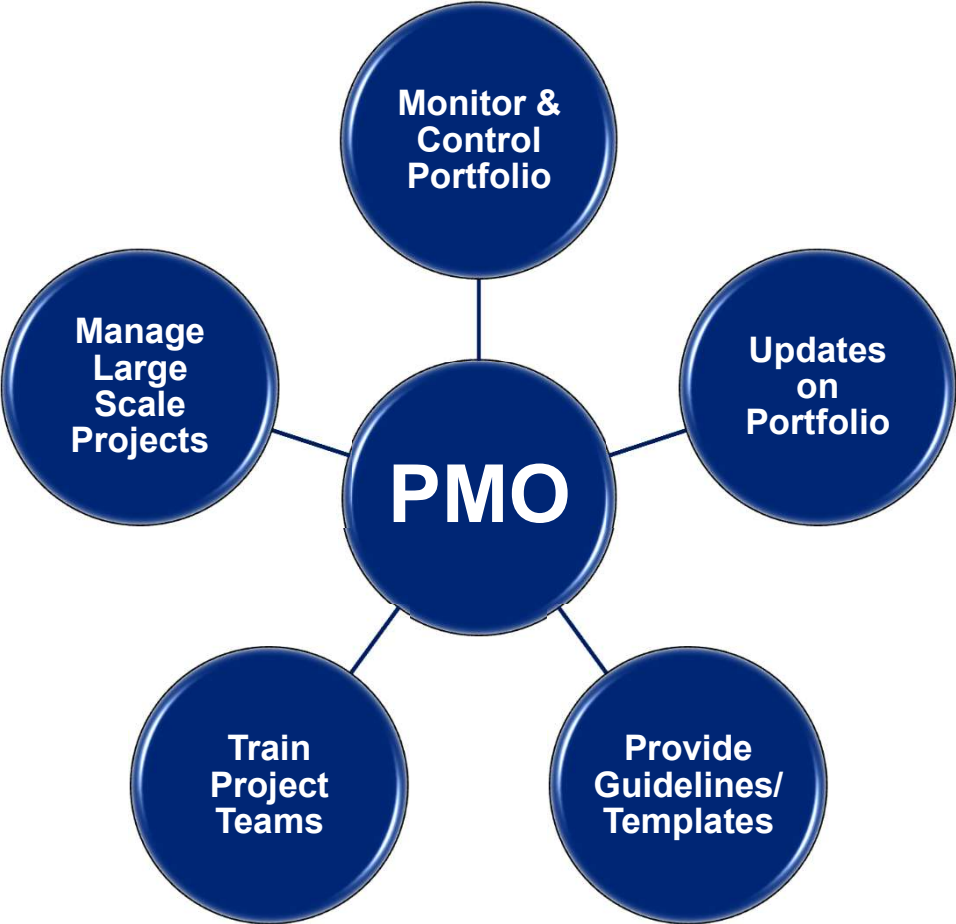 Monitor &
Control
Portfolio
Manage
Large
Scale
Projects
Updates
on
Portfolio
PMO
Train
Project
Teams
Provide
Guidelines/
Templates